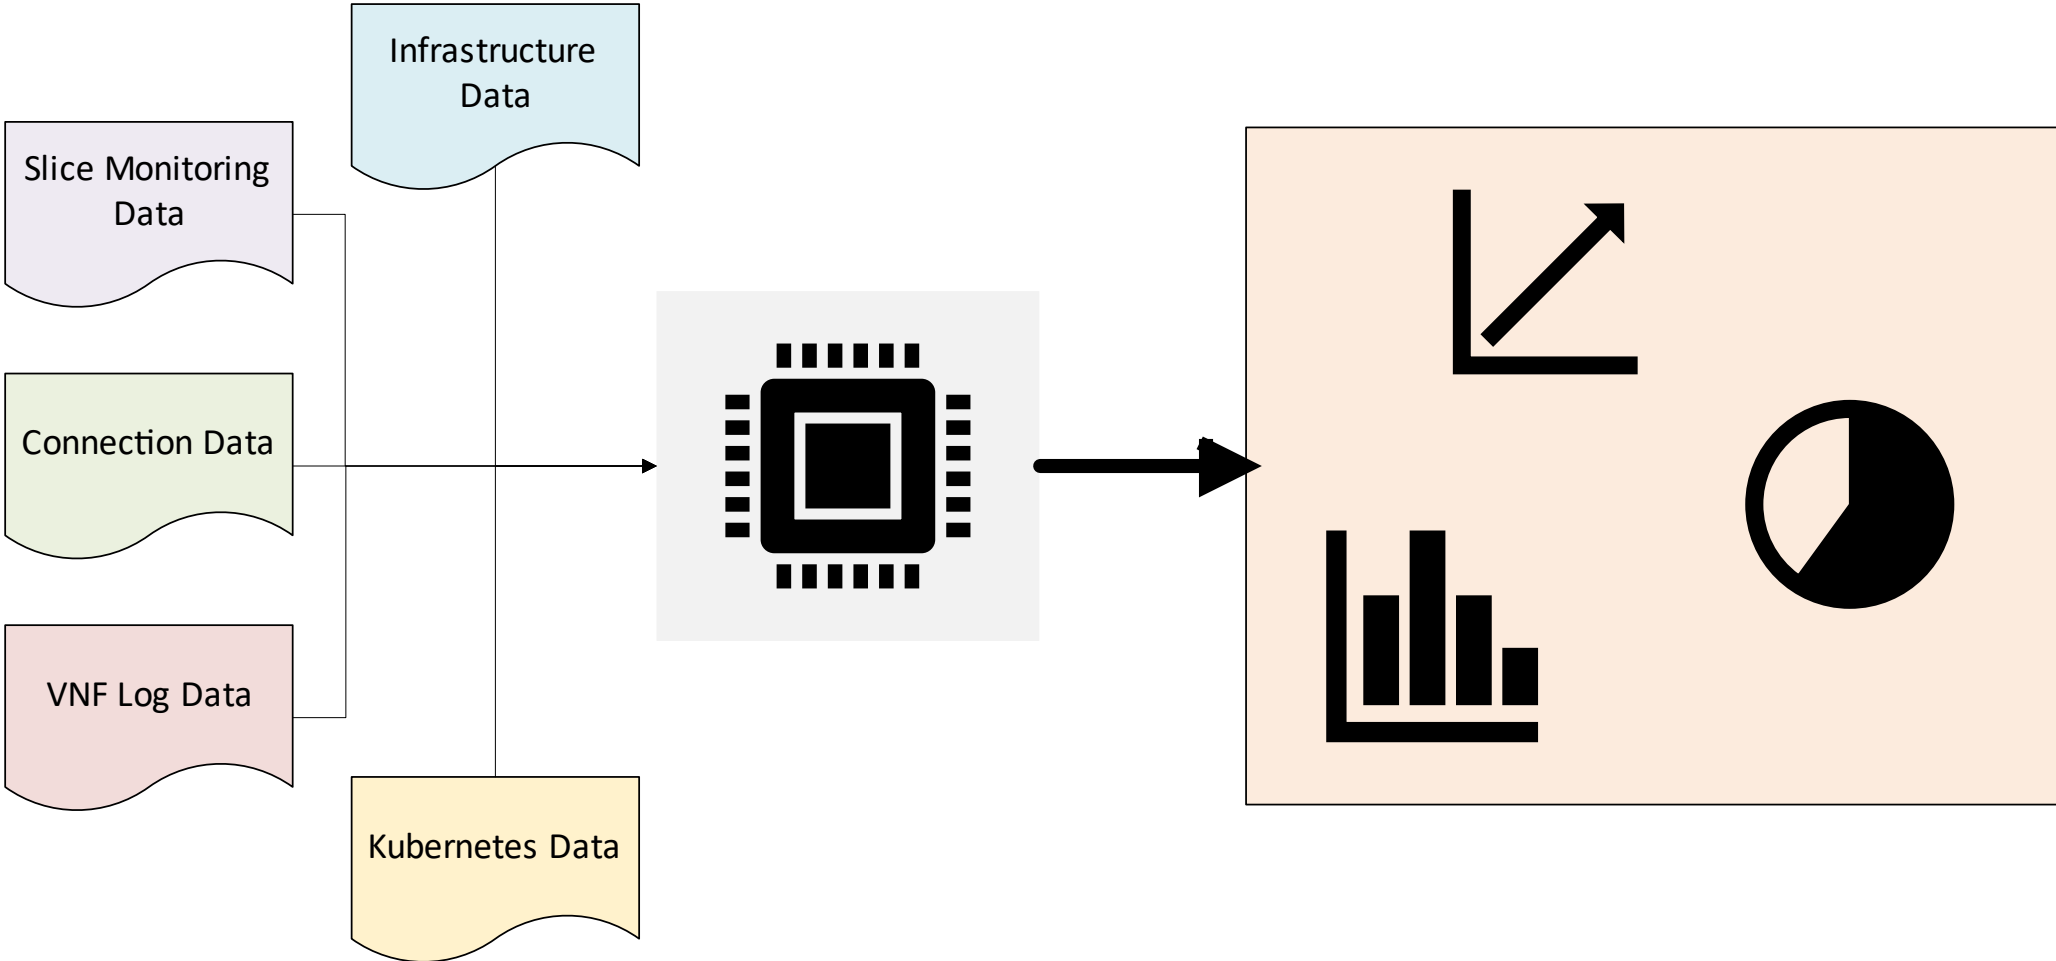 Infrastructure
Data
Slice Monitoring
Data
Connection Data
VNF Log Data
Kubernetes Data